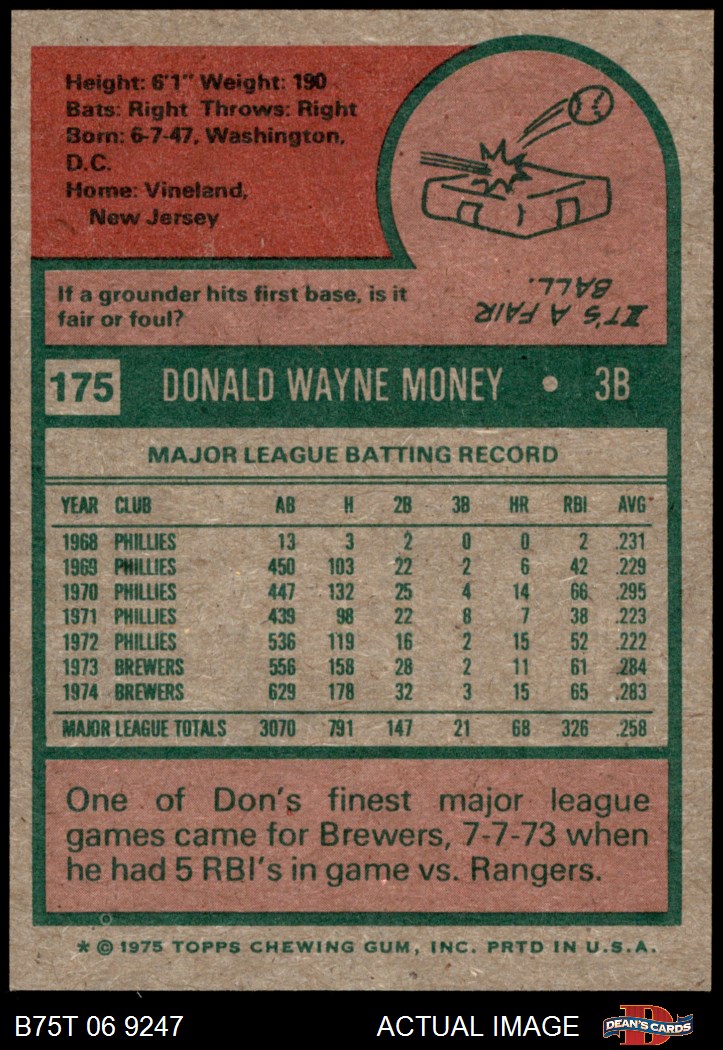 Height: 6'1" Weight: 190
Bats: Right Throws: Right
Born: 6-7-47, Washington,
D.C.
Home: Vineland,
New Jersey
If a grounder hits first base, is it
fair or foul?
IT'S A FAIR
BALL.
175 DONALD WAYNE MONEY • 3B
MAJOR LEAGUE BATTING RECORD
YEAR CLUB AB H 2B 3B HR RBI AVG
1968 PHILLIES 13 3 2 0 0 2 .231
1969 PHILLIES 450 103 22 2 6 42 .229
1970 PHILLIES 447 132 25 4 14 66 .295
1971 PHILLIES 439 98 22 8 7 38 .223
1972 PHILLIES 536 119 16 2 15 52 .222
1973 BREWERS 556 158 28 2 11 61 .284
1974 BREWERS 629 178 32 3 15 65 .283
MAJOR LEAGUE TOTALS 3070 791 147 21 68 326 .258
One of Don's finest major league
games came for Brewers, 7-7-73 when
he had 5 RBI's in game vs. Rangers.
* © 1975 TOPPS CHEWING GUM, INC. PRTD IN U.S.A.
B75T 06 9247 ACTUAL IMAGE D DEAN'S CARDS